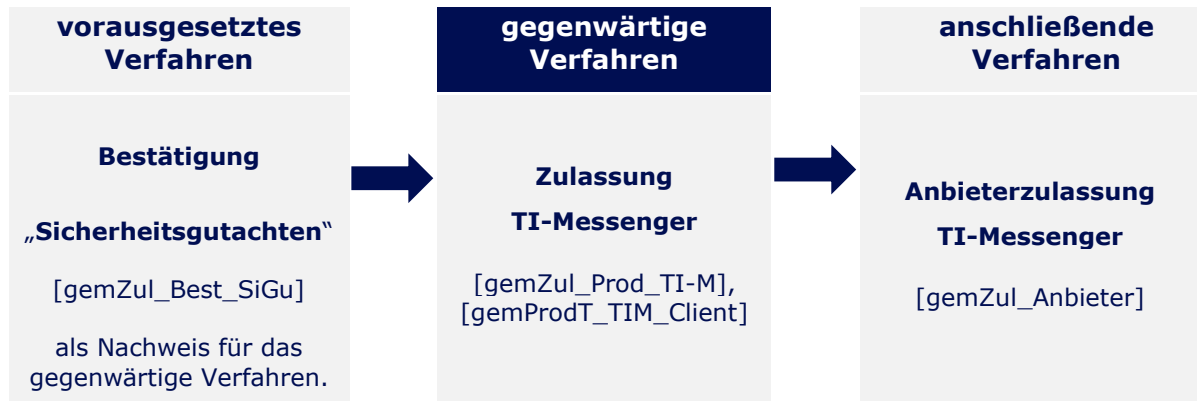 vorausgesetztes
Verfahren
Bestätigung
„Sicherheitsgutachten“
[gemZul_Best_SiGu]
als Nachweis für das
gegenwärtige Verfahren.
gegenwärtige
Verfahren
Zulassung
TI-Messenger
[gemZul_Prod_TI-M],
[gemProdT_TIM_Client]
anschließende
Verfahren
Anbieterzulassung
TI-Messenger
[gemZul_Anbieter]